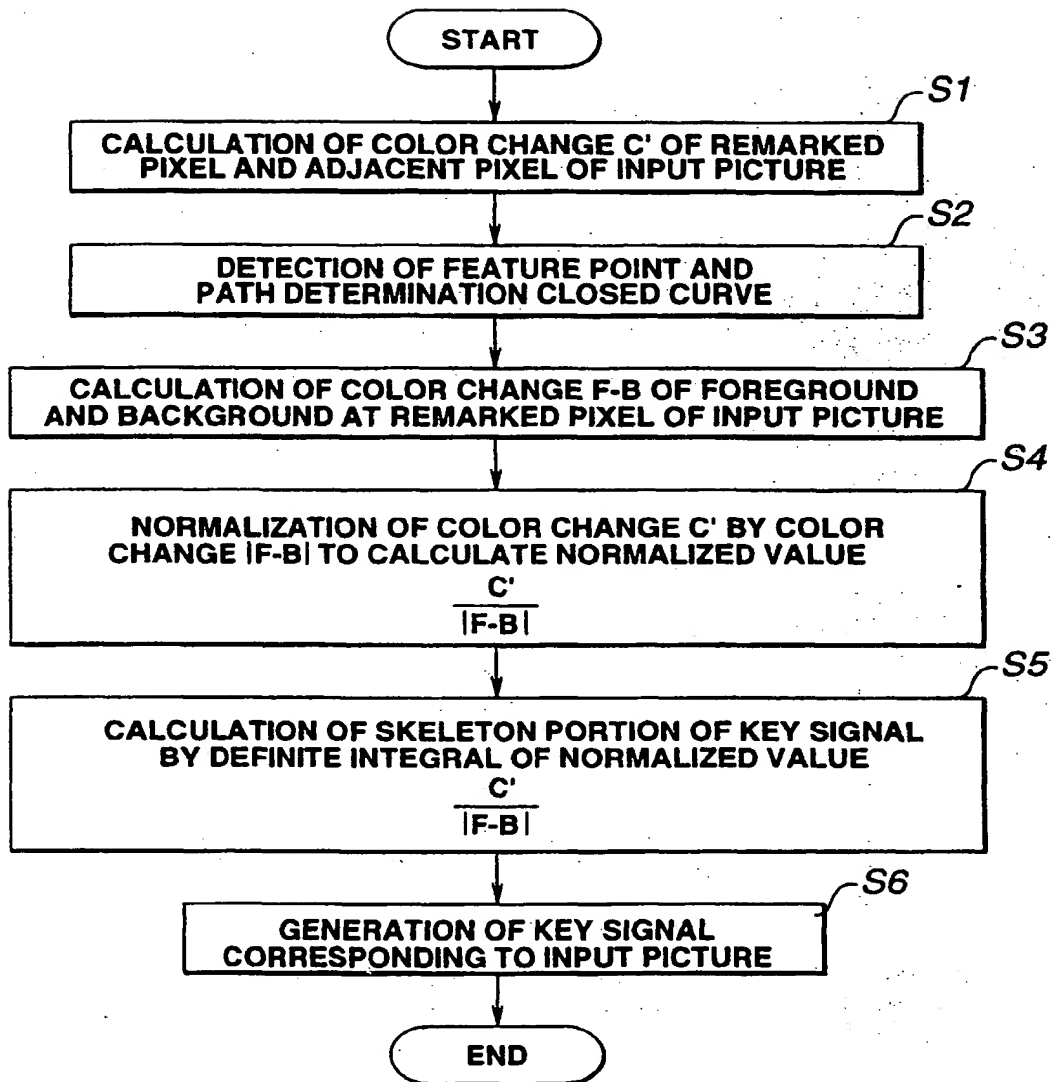 START
S1
CALCULATION OF COLOR CHANGE C' OF REMARKED
PIXEL AND ADJACENT PIXEL OF INPUT PICTURE
S2
DETECTION OF FEATURE POINT AND
PATH DETERMINATION CLOSED CURVE
S3
CALCULATION OF COLOR CHANGE F-B OF FOREGROUND
AND BACKGROUND AT REMARKED PIXEL OF INPUT PICTURE
S4
NORMALIZATION OF COLOR CHANGE C' BY COLOR
CHANGE |F-B| TO CALCULATE NORMALIZED VALUE
C'
|F-B|
S5
CALCULATION OF SKELETON PORTION OF KEY SIGNAL
BY DEFINITE INTEGRAL OF NORMALIZED VALUE
C'
|F-B|
S6
GENERATION OF KEY SIGNAL
CORRESPONDING TO INPUT PICTURE
END